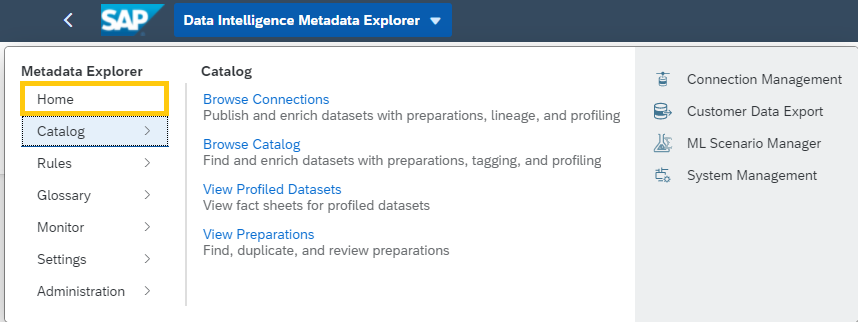 SAP Data Intelligence Metadata Explorer
Metadata Explorer
Home
Catalog
Rules
Glossary
Monitor
Settings
Administration
Catalog
Browse Connections
Publish and enrich datasets with preparations, lineage, and profiling
Browse Catalog
Find and enrich datasets with preparations, tagging, and profiling
View Profiled Datasets
View fact sheets for profiled datasets
View Preparations
Find, duplicate, and review preparations
Connection Management
Customer Data Export
ML Scenario Manager
System Management